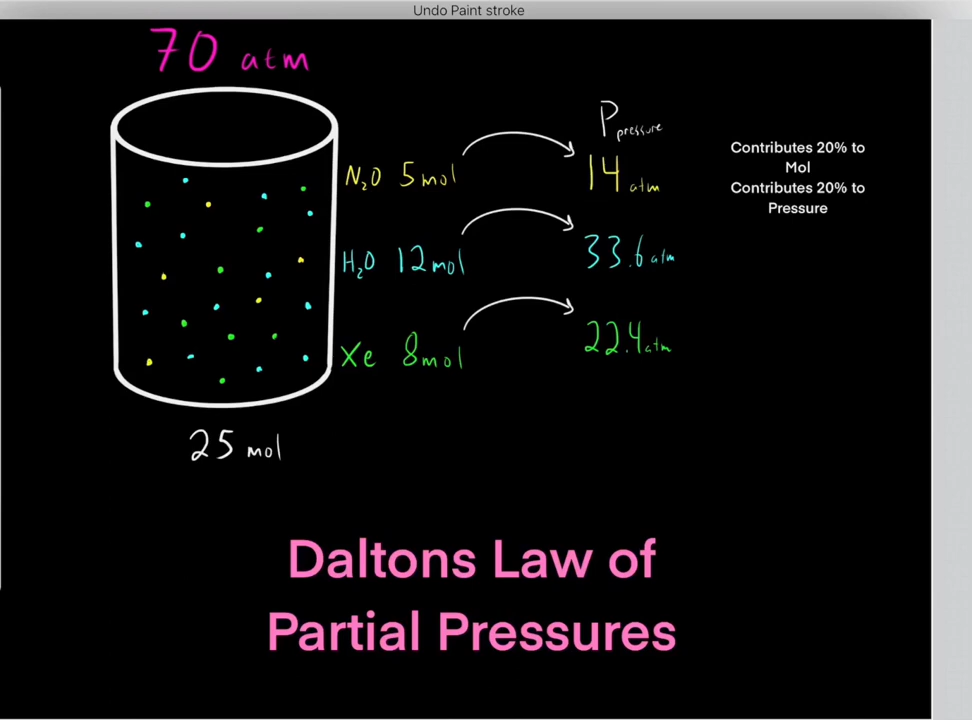 Undo Paint stroke
70 atm
P pressure
N₂O 5 mol
14 atm
Contributes 20% to
Mol
Contributes 20% to
Pressure
H₂O 12 mol
33.6 atm
Xe 8 mol
22.4 atm
25 mol
Daltons Law of
Partial Pressures